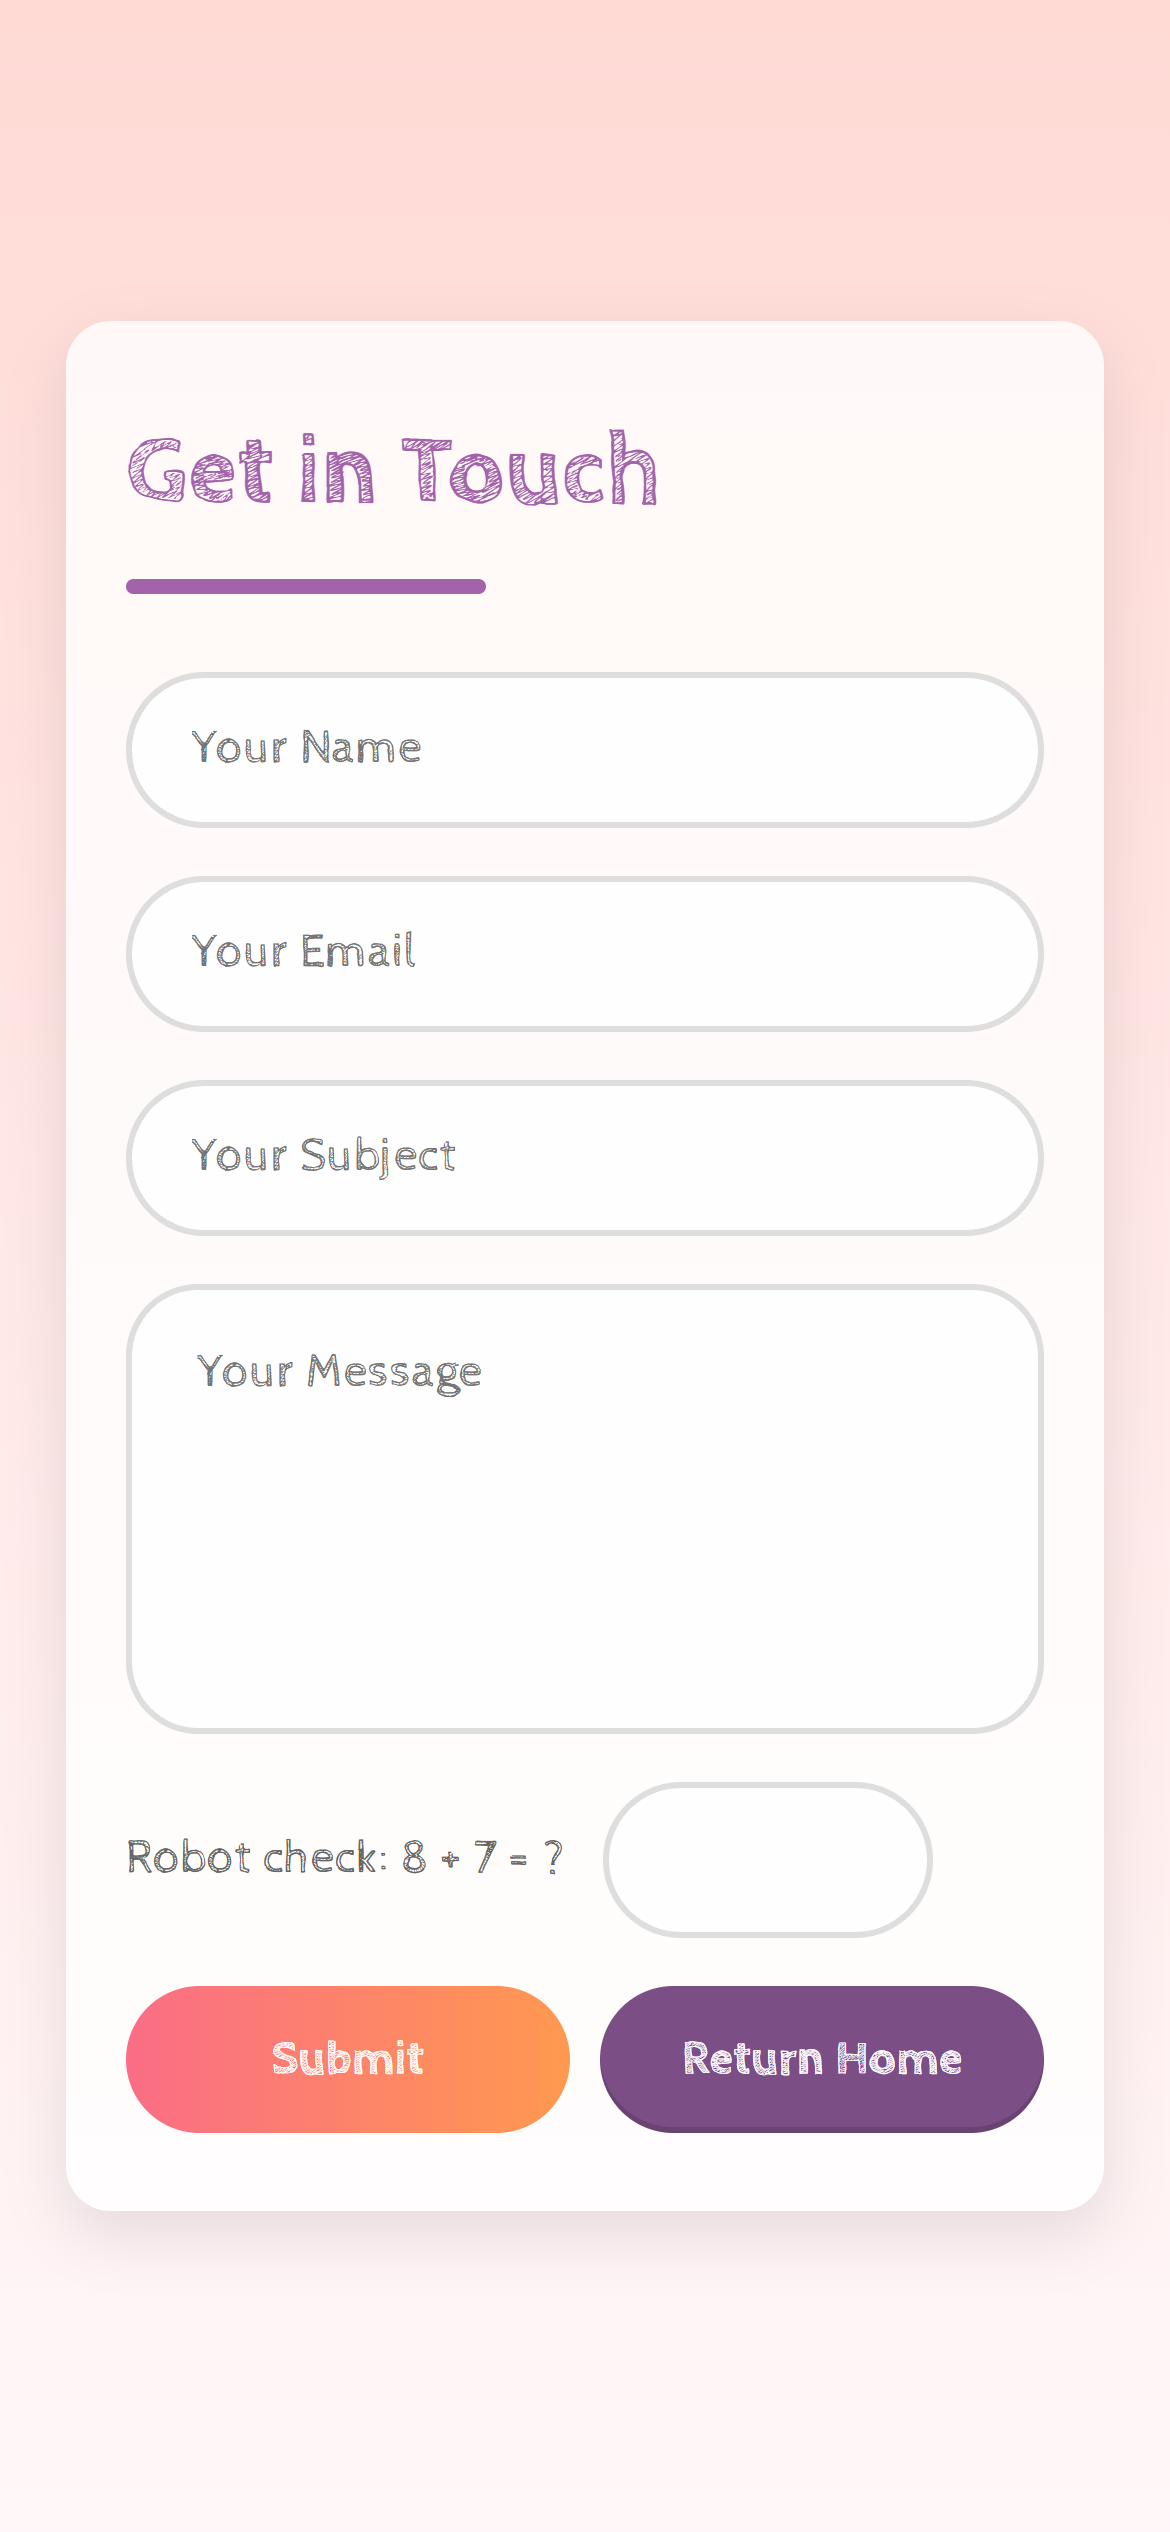 Get in Touch
Your Name
Your Email
Your Subject
Your Message
Robot check: 8 + 7 = ?
Submit
Return Home